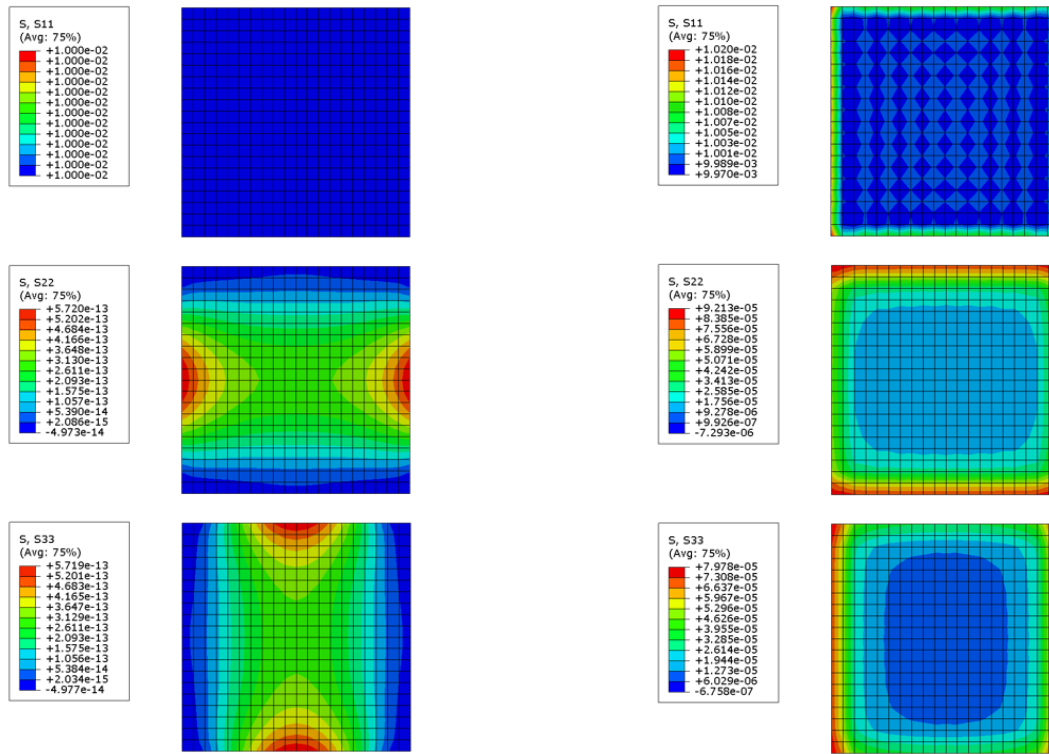 S, S11
(Avg: 75%)
+1.000e-02
+1.000e-02
+1.000e-02
+1.000e-02
+1.000e-02
+1.000e-02
+1.000e-02
+1.000e-02
+1.000e-02
+1.000e-02
+1.000e-02
+1.000e-02
+1.000e-02
S, S11
(Avg: 75%)
+1.020e-02
+1.018e-02
+1.016e-02
+1.014e-02
+1.012e-02
+1.010e-02
+1.008e-02
+1.007e-02
+1.005e-02
+1.003e-02
+1.001e-02
+9.989e-03
+9.970e-03
S, S22
(Avg: 75%)
+5.720e-13
+5.202e-13
+4.684e-13
+4.166e-13
+3.648e-13
+3.130e-13
+2.611e-13
+2.093e-13
+1.575e-13
+1.057e-13
+5.390e-14
+2.086e-15
-4.973e-14
S, S22
(Avg: 75%)
+9.213e-05
+8.385e-05
+7.556e-05
+6.728e-05
+5.899e-05
+5.071e-05
+4.242e-05
+3.413e-05
+2.585e-05
+1.756e-05
+9.278e-06
+9.926e-07
-7.293e-06
S, S33
(Avg: 75%)
+5.719e-13
+5.201e-13
+4.683e-13
+4.165e-13
+3.647e-13
+3.129e-13
+2.611e-13
+2.093e-13
+1.575e-13
+1.056e-13
+5.384e-14
+2.034e-15
-4.977e-14
S, S33
(Avg: 75%)
+7.978e-05
+7.308e-05
+6.637e-05
+5.967e-05
+5.296e-05
+4.626e-05
+3.955e-05
+3.285e-05
+2.614e-05
+1.944e-05
+1.273e-05
+6.029e-06
-6.758e-07